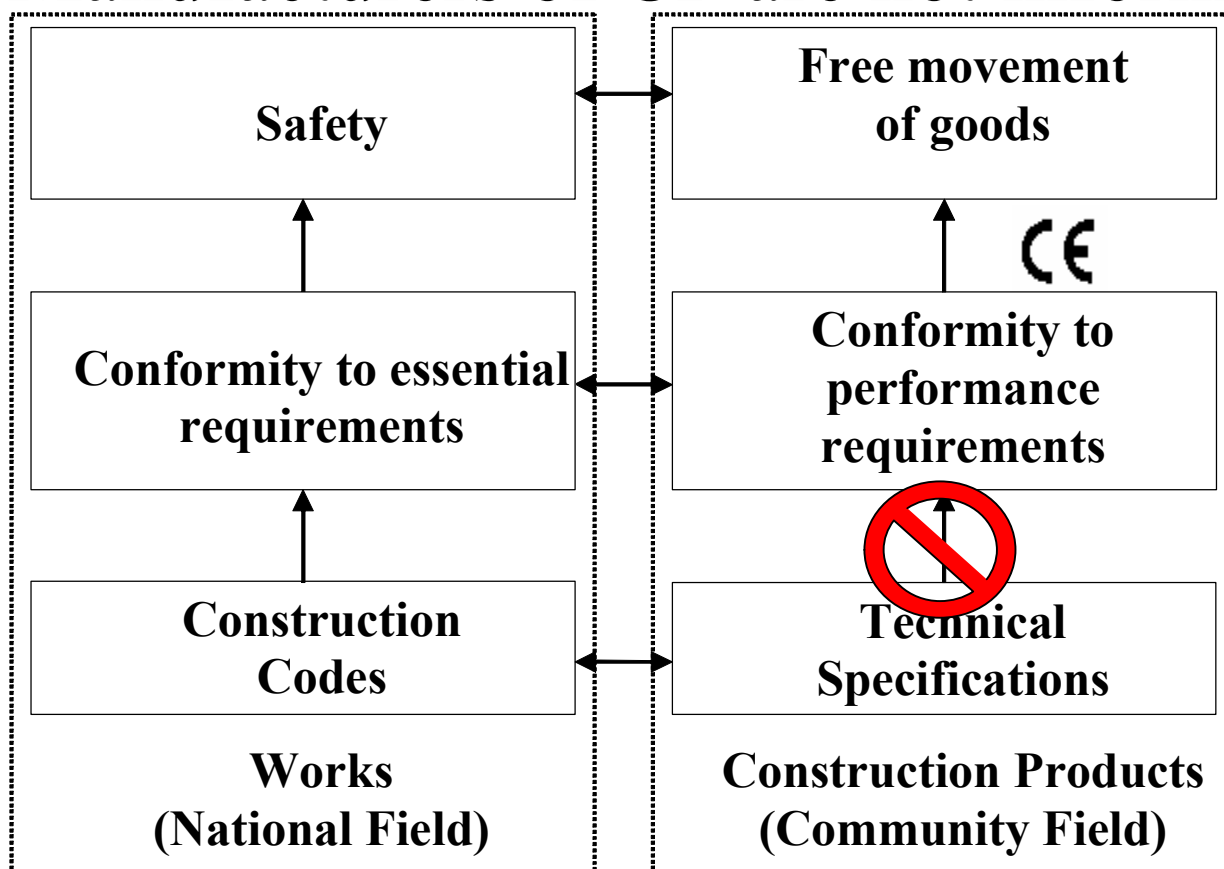 Safety
Free movement
of goods
CE
Conformity to essential
requirements
Conformity to
performance
requirements
Construction
Codes
Technical
Specifications
Works
(National Field)
Construction Products
(Community Field)